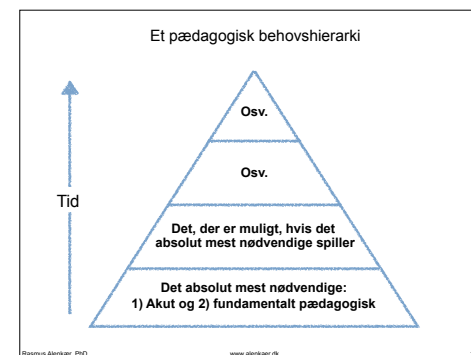 Et pædagogisk behovshierarki
Osv.
Osv.
Tid
Det, der er muligt, hvis det
absolut mest nødvendige spiller
Det absolut mest nødvendige:
1) Akut og 2) fundamentalt pædagogisk
Rasmus Alenkær, PhD
www.alenkaer.dk